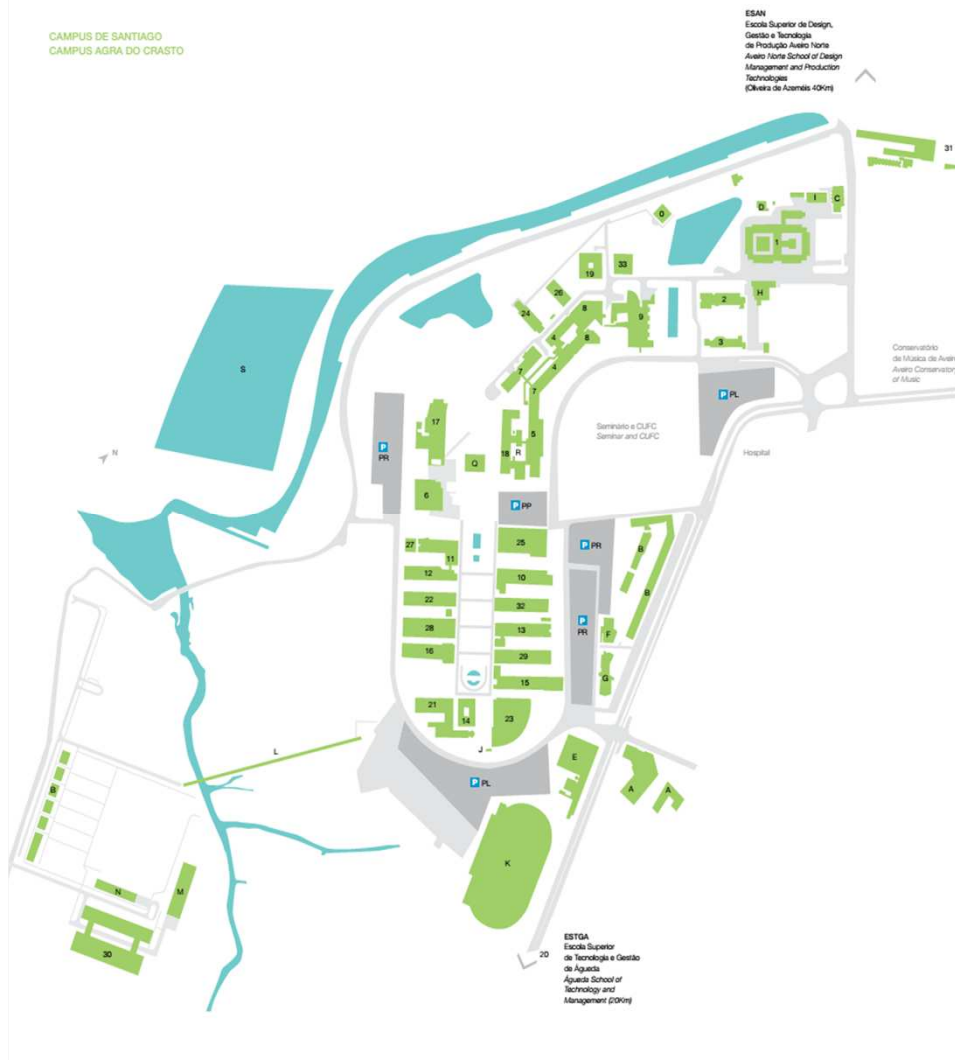 CAMPUS DE SANTIAGO
CAMPUS AGRA DO CRASTO
ESAN
Escola Superior de Design,
Gestão e Tecnologia
de Produção Aveiro Norte
Aveiro Norte School of Design
Management and Production
Technologies
(Oliveira de Azeméis 40Km)
31
I
C
D
0
1
33
19
26
H
2
24
8
9
4
8
3
Conservatório
de Música de Aveiro
Aveiro Conservatory
of Music
S
7
4
7
P PL
17
5
Seminário e CUFC
Seminar and CUFC
P
PR
R
18
Hospital
N
Q
6
P PP
25
P PR
B
27
11
12
10
B
22
32
P
PR
28
13
F
16
29
G
15
21
14
23
J
L
E
P PL
A
A
B
K
N
M
30
20
ESTGA
Escola Superior
de Tecnologia e Gestão
de Águeda
Águeda School of
Technology and
Management (20Km)